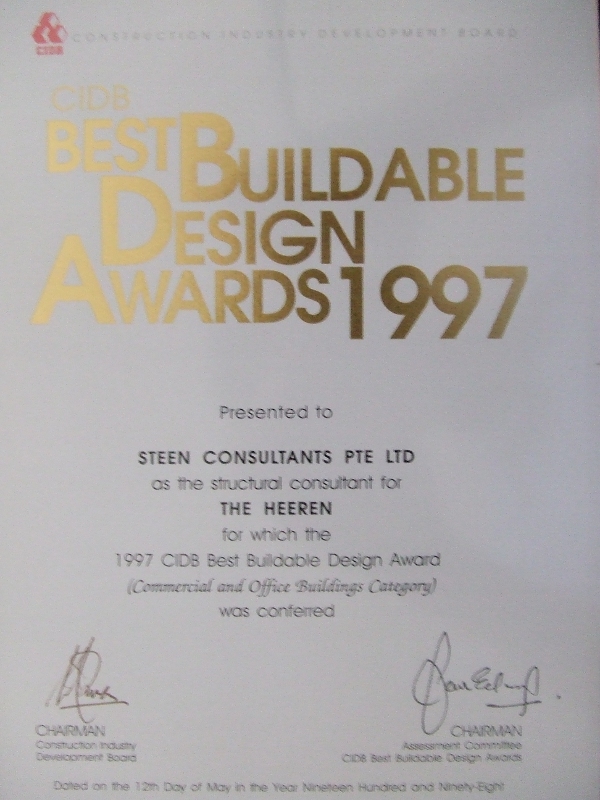 CIDB
CONSTRUCTION INDUSTRY DEVELOPMENT BOARD
CIDB
BEST BUILDABLE
DESIGN
AWARDS 1997
Presented to
STEEN CONSULTANTS PTE LTD
as the structural consultant for
THE HEEREN
for which the
1997 CIDB Best Buildable Design Award
(Commercial and Office Buildings Category)
was conferred
CHAIRMAN
Construction Industry
Development Board
CHAIRMAN
Assessment Committee
CIDB Best Buildable Design Awards
Dated on the 12th Day of May in the Year Nineteen Hundred and Ninety-Eight